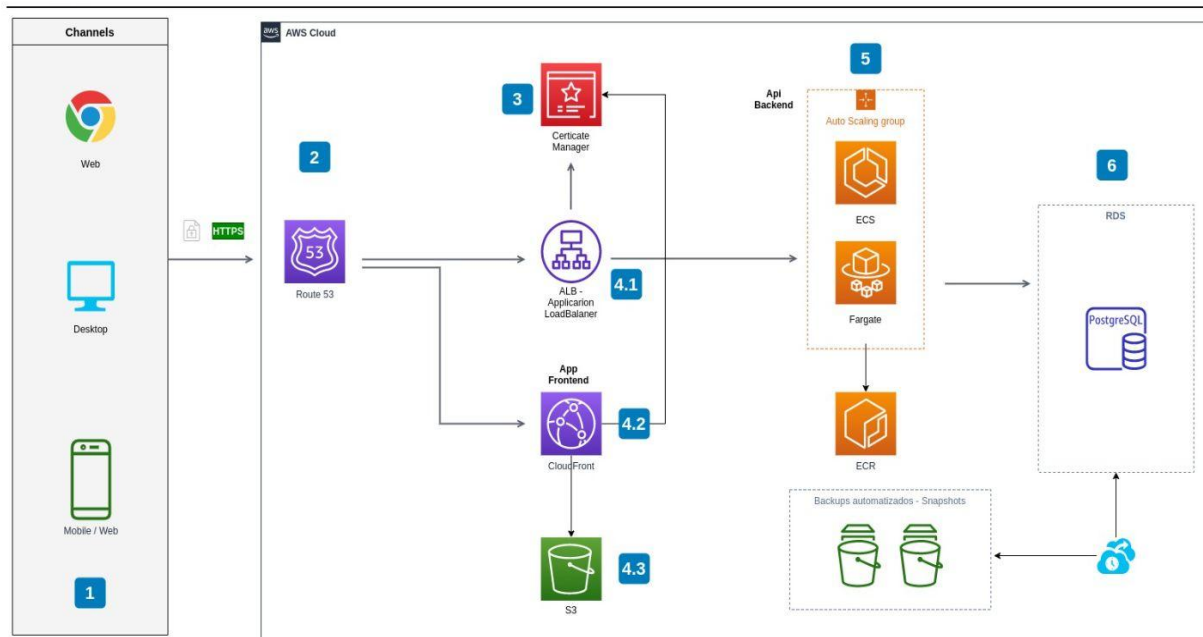 Channels
Web
Desktop
Mobile / Web
1
HTTPS
aws
AWS Cloud
2
53
Route 53
3
Certicate
Manager
ALB -
Applicarion
LoadBalaner
4.1
App
Frontend
CloudFront
4.2
S3
4.3
5
Api
Backend
Auto Scaling group
ECS
Fargate
ECR
6
RDS
PostgreSQL
Backups automatizados - Snapshots